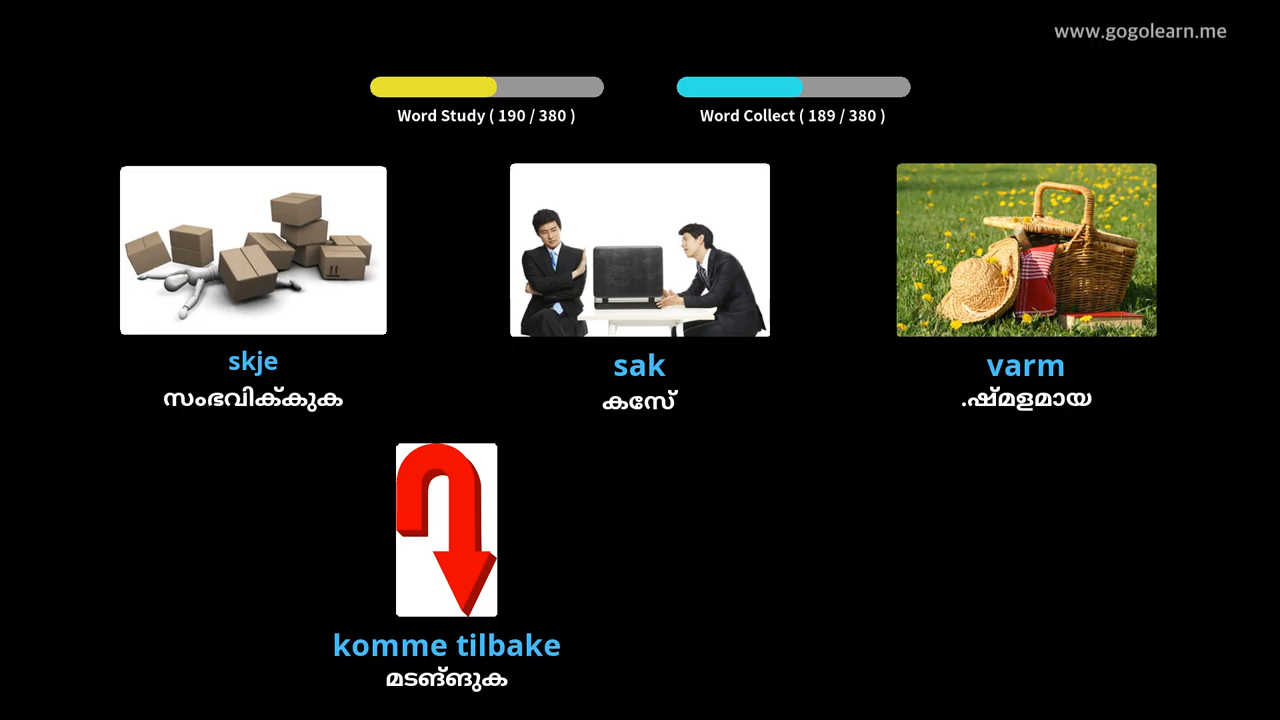 www.gogolearn.me
Word Study ( 190 / 380 )
Word Collect ( 189 / 380 )
skje
സംഭവിക്കുക
sak
കസേ്
varm
.ഷ്മളമായ
komme tilbake
മടങ്ങുക